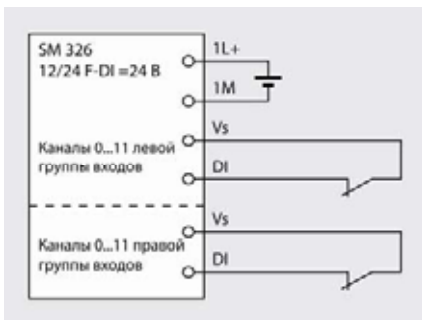 SM 326
12/24 F-DI =24 В
1L+
1M
Vs
Каналы 0...11 левой
группы входов
DI
Vs
Каналы 0...11 правой
группы входов
DI